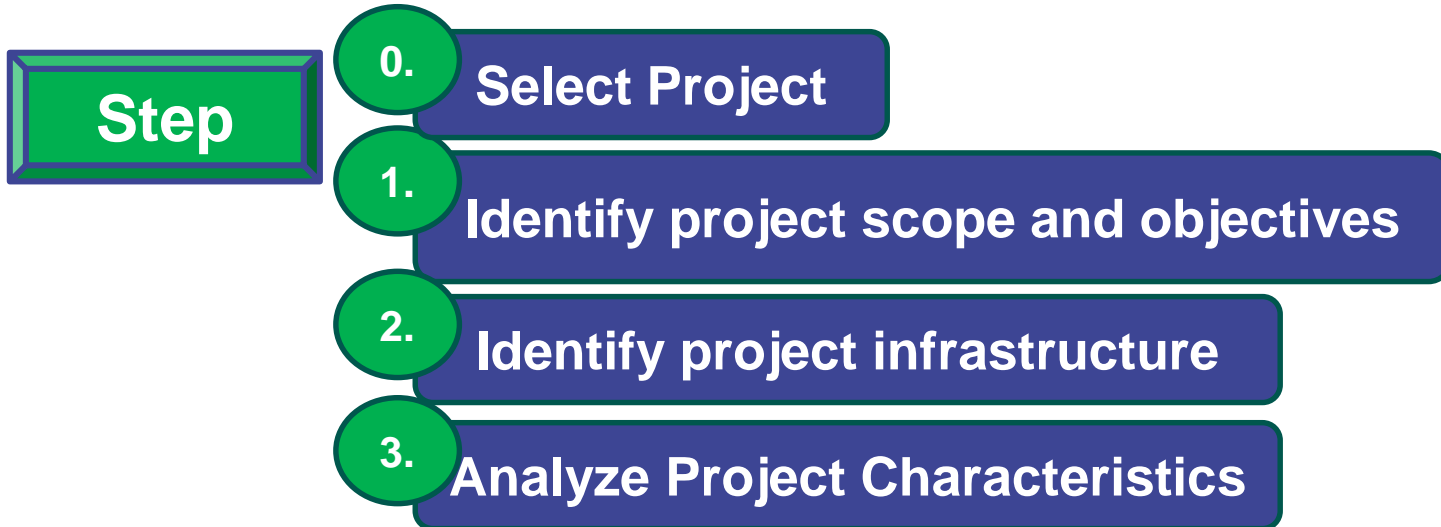 Step
0.
Select Project
1.
Identify project scope and objectives
2.
Identify project infrastructure
3.
Analyze Project Characteristics